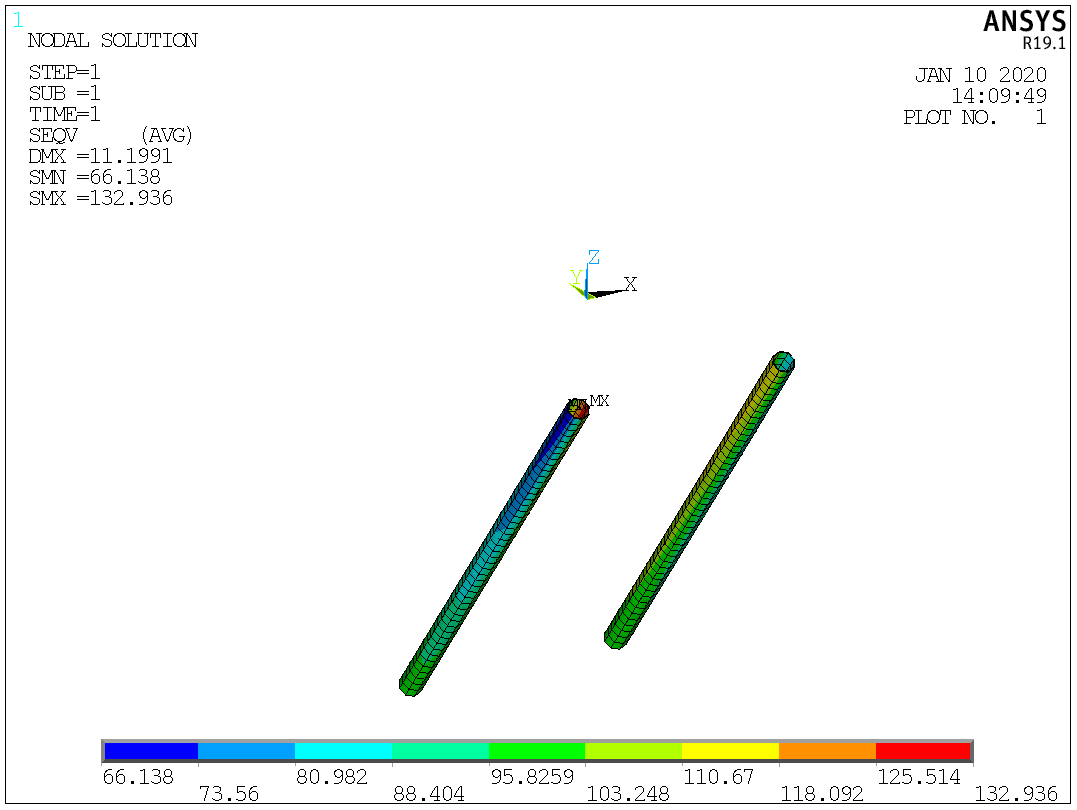 1
ANSYS
R19.1
NODAL SOLUTION
STEP=1
SUB =1
TIME=1
SEQV (AVG)
DMX =11.1991
SMN =66.138
SMX =132.936
JAN 10 2020
14:09:49
PLOT NO. 1
Z
Y
X
MX
66.138
73.56
80.982
88.404
95.8259
103.248
110.67
118.092
125.514
132.936